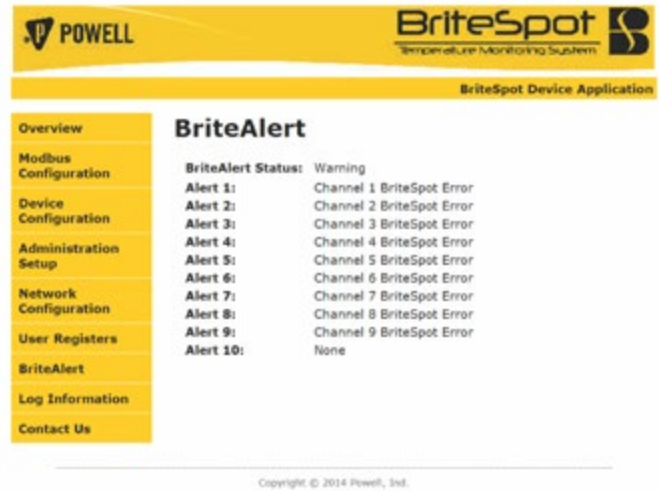 POWELL
BriteSpot
Temperature Monitoring System
BriteSpot Device Application
Overview
Modbus
Configuration
Device
Configuration
Administration
Setup
Network
Configuration
User Registers
BriteAlert
Log Information
Contact Us
BriteAlert
BriteAlert Status: Warning
Alert 1: Channel 1 BriteSpot Error
Alert 2: Channel 2 BriteSpot Error
Alert 3: Channel 3 BriteSpot Error
Alert 4: Channel 4 BriteSpot Error
Alert 5: Channel 5 BriteSpot Error
Alert 6: Channel 6 BriteSpot Error
Alert 7: Channel 7 BriteSpot Error
Alert 8: Channel 8 BriteSpot Error
Alert 9: Channel 9 BriteSpot Error
Alert 10: None
Copyright © 2014 Powell, Ind.